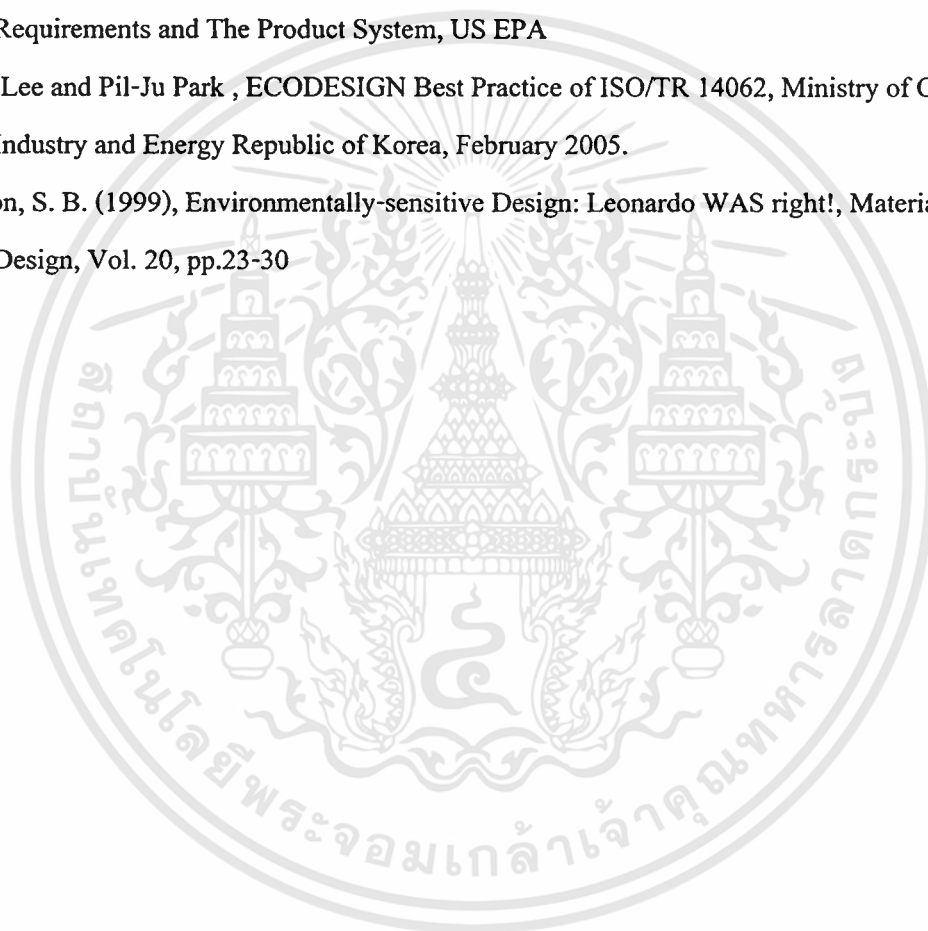 Requirements and The Product System, US EPA
Lee and Pil-Ju Park , ECODESIGN Best Practice of ISO/TR 14062, Ministry of
Industry and Energy Republic of Korea, February 2005.
S. B. (1999), Environmentally-sensitive Design: Leonardo WAS right!,
Design, Vol. 20, pp.23-30
สถาบันเทคโนโลยีพระจอมเกล้าเจ้าคุณทหารลาดกระบัง